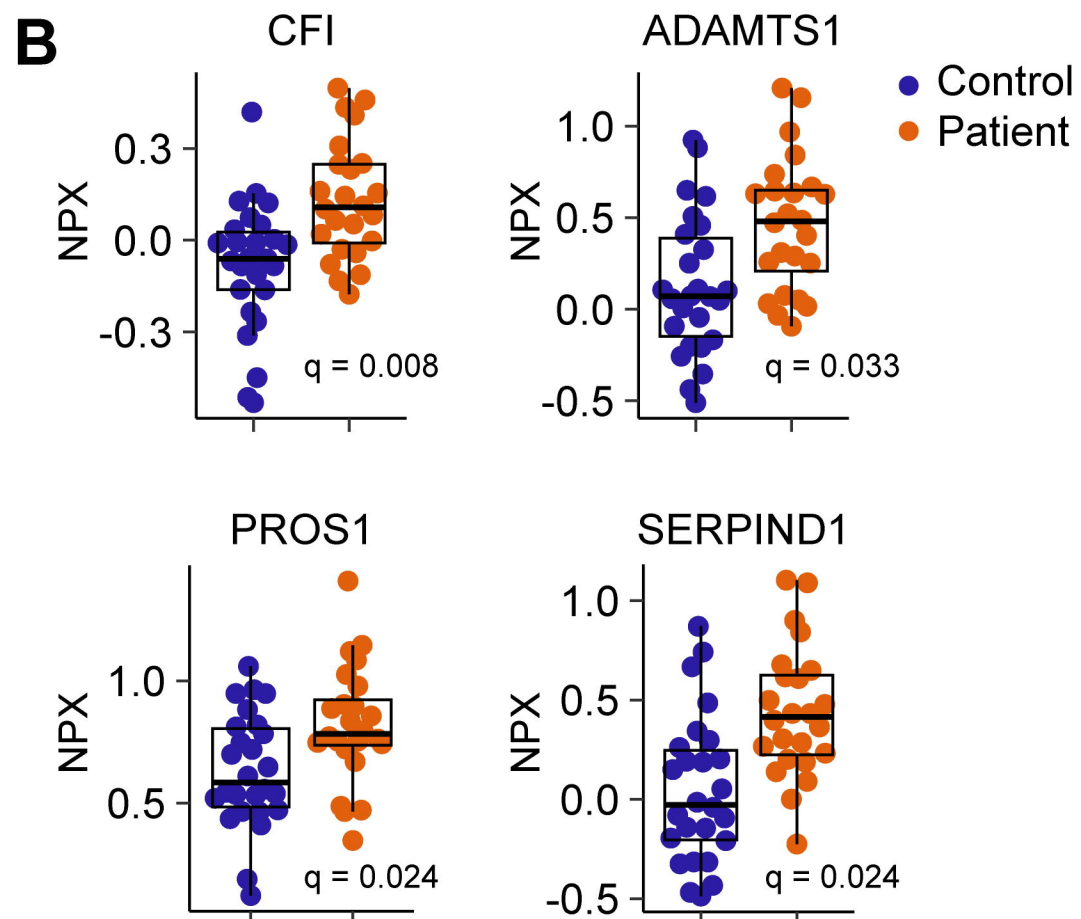 B
CFI
NPX
0.3
0.0
-0.3
q = 0.008
ADAMTS1
NPX
1.0
0.5
0.0
-0.5
q = 0.033
Control
Patient
PROS1
NPX
1.0
0.5
q = 0.024
SERPIND1
NPX
1.0
0.5
0.0
-0.5
q = 0.024